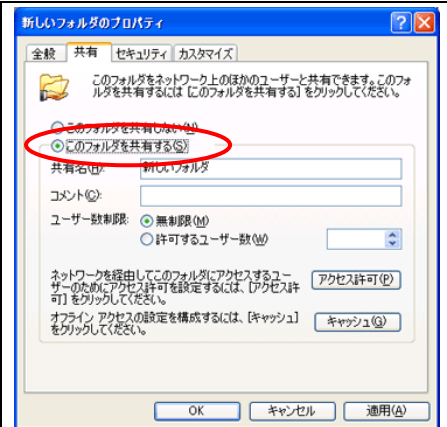 新しいフォルダのプロパティ
全般 共有 セキュリティ カスタマイズ
このフォルダをネットワーク上のほかのユーザーと共有できます。このフォ
ルダを共有するには [このフォルダを共有する] をクリックしてください。
このフォルダを共有しない(N)
このフォルダを共有する(S)
共有名(H): 新しいフォルダ
コメント(C):
ユーザー数制限: 無制限(M)
許可するユーザー数(W)
ネットワークを経由してこのフォルダにアクセスするユー
ザーのためにアクセス許可を設定するには、[アクセス許
可] をクリックしてください。
アクセス許可(P)
オフライン アクセスの設定を構成するには、[キャッシュ]
をクリックしてください。
キャッシュ(G)
OK キャンセル 適用(A)